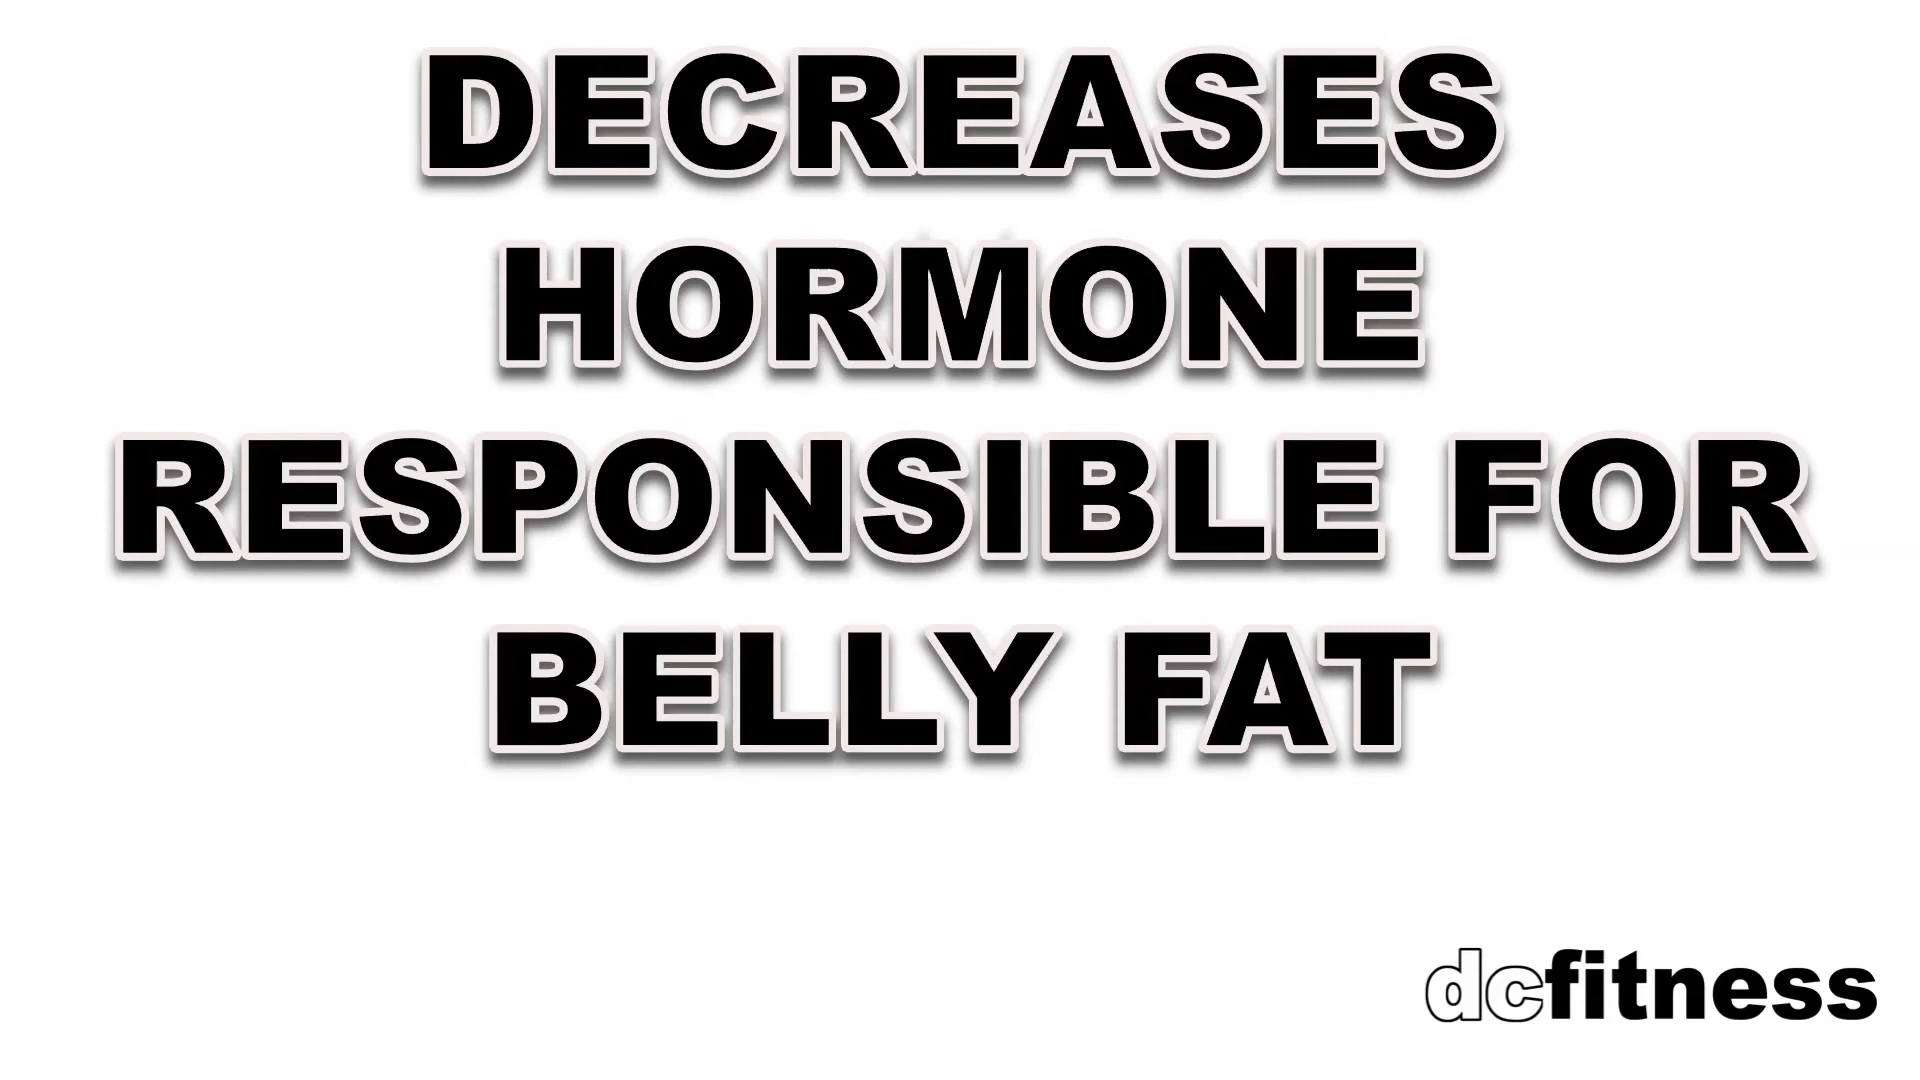 DECREASES
HORMONE
RESPONSIBLE FOR
BELLY FAT
dcfitness